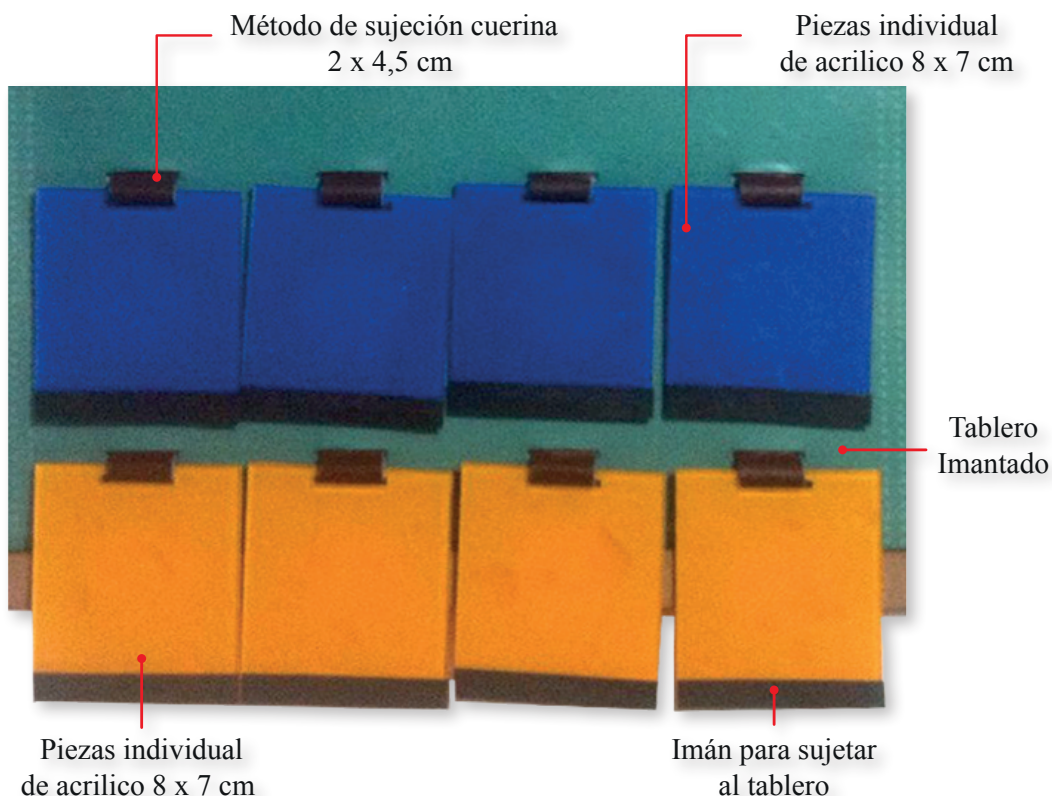 Método de sujeción cuerina
2 x 4,5 cm
Piezas individual
de acrilico 8 x 7 cm
Tablero
Imantado
Piezas individual
de acrilico 8 x 7 cm
Imán para sujetar
al tablero